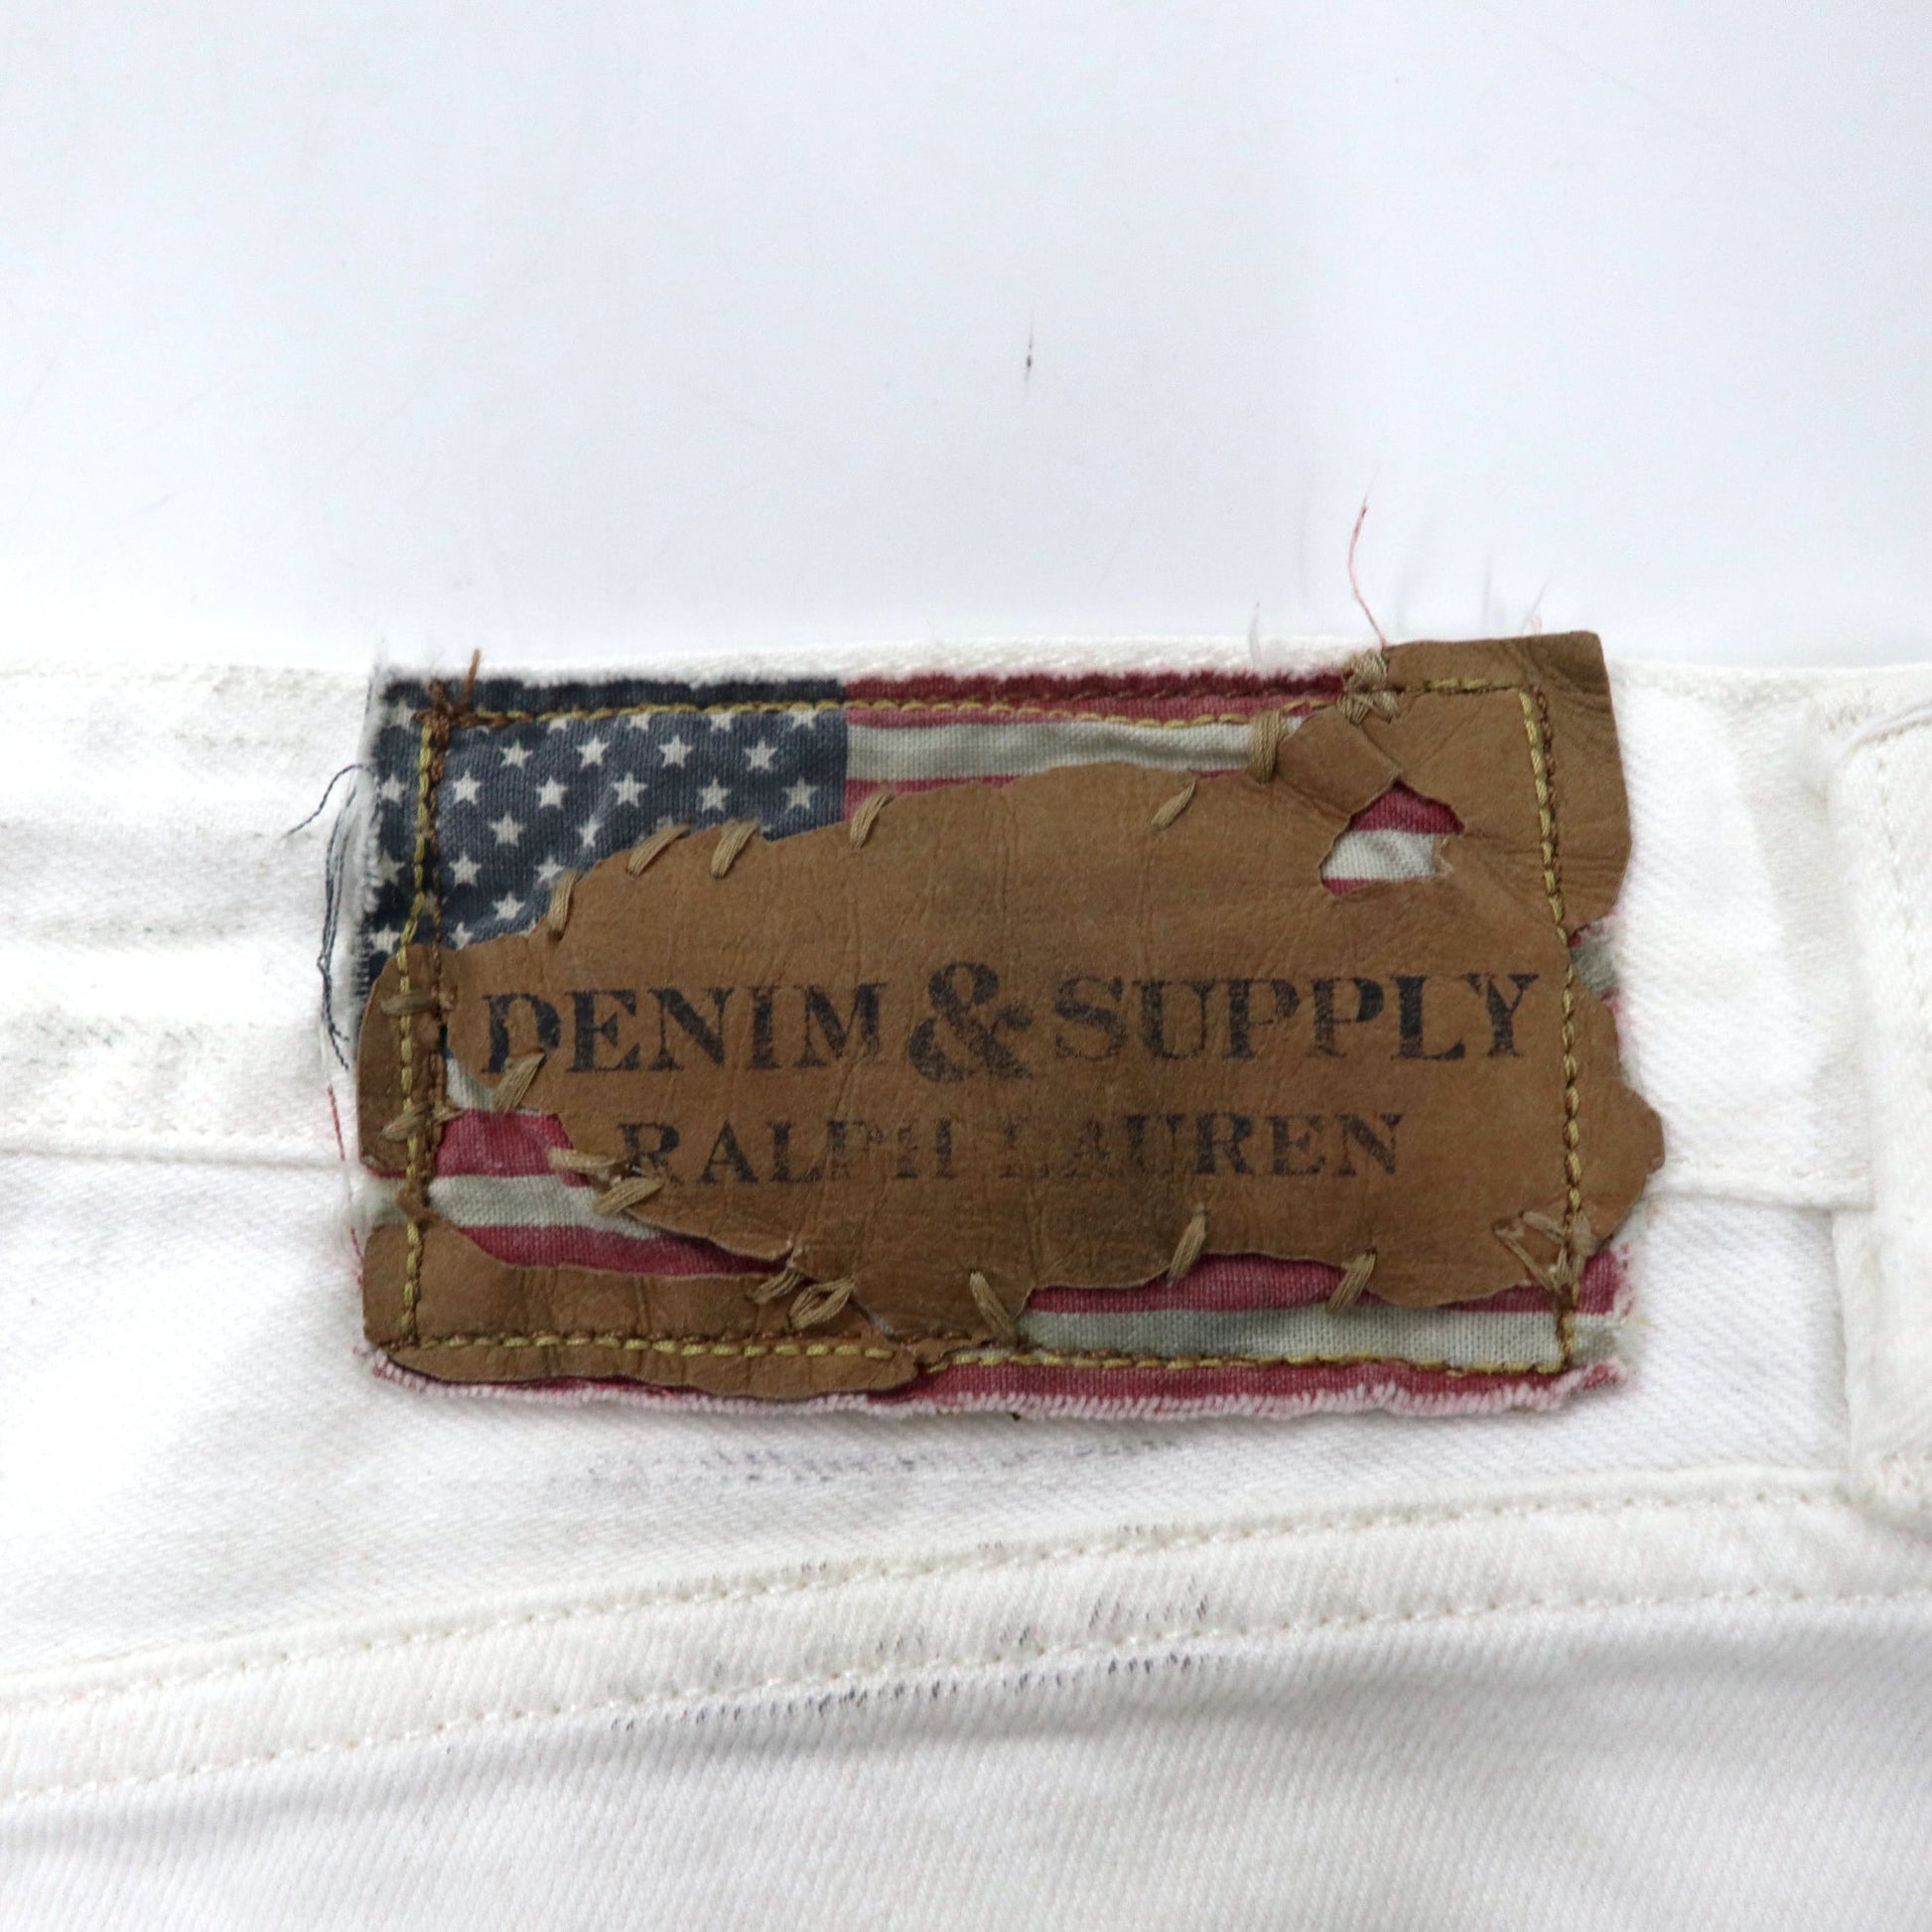 DENIM & SUPPLY
RALPH LAUREN